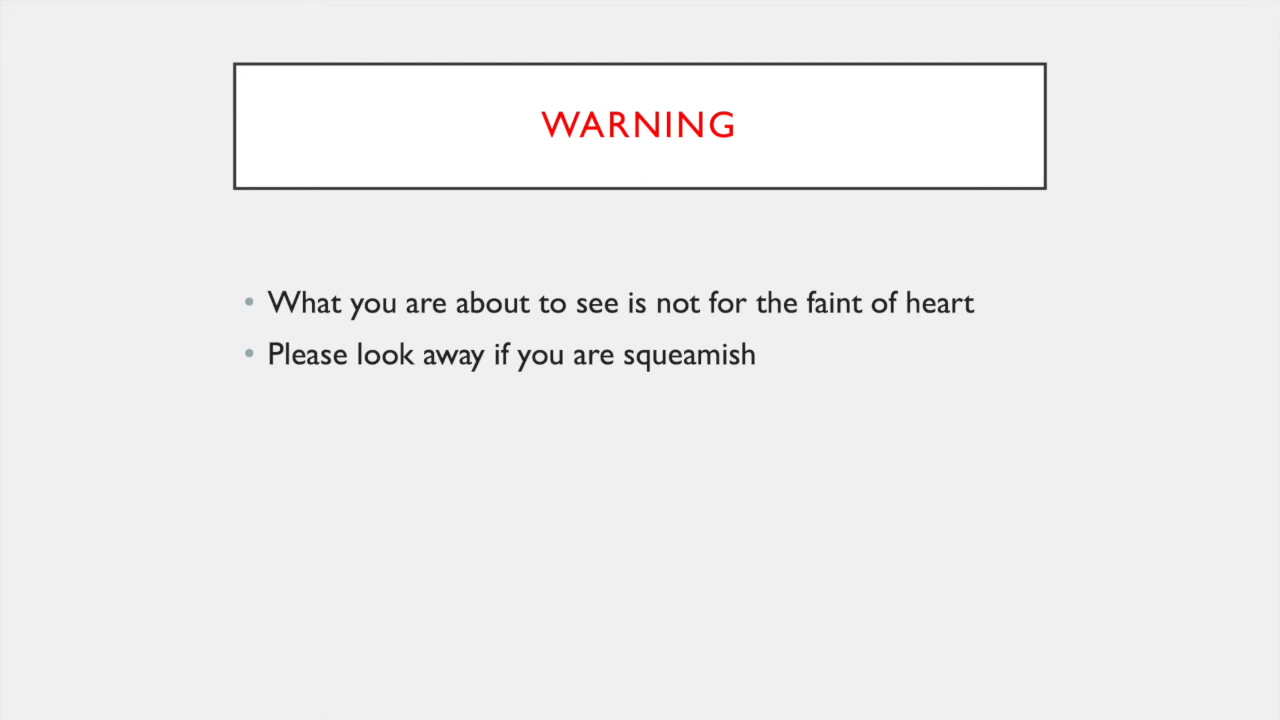 WARNING
• What you are about to see is not for the faint of heart
• Please look away if you are squeamish